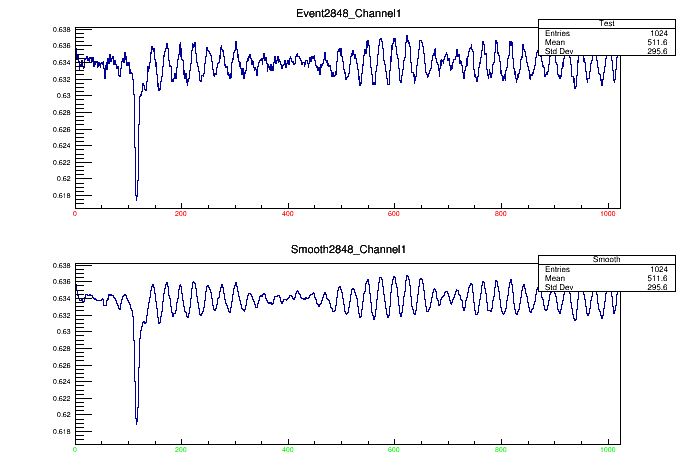 Event2848_Channel1
Test
Entries 1024
Mean 511.6
Std Dev 295.6
0.638
0.636
0.634
0.632
0.63
0.628
0.626
0.624
0.622
0.62
0.618
0 200 400 600 800 1000
Smooth2848_Channel1
Smooth
Entries 1024
Mean 511.6
Std Dev 295.6
0.638
0.636
0.634
0.632
0.63
0.628
0.626
0.624
0.622
0.62
0.618
0 200 400 600 800 1000